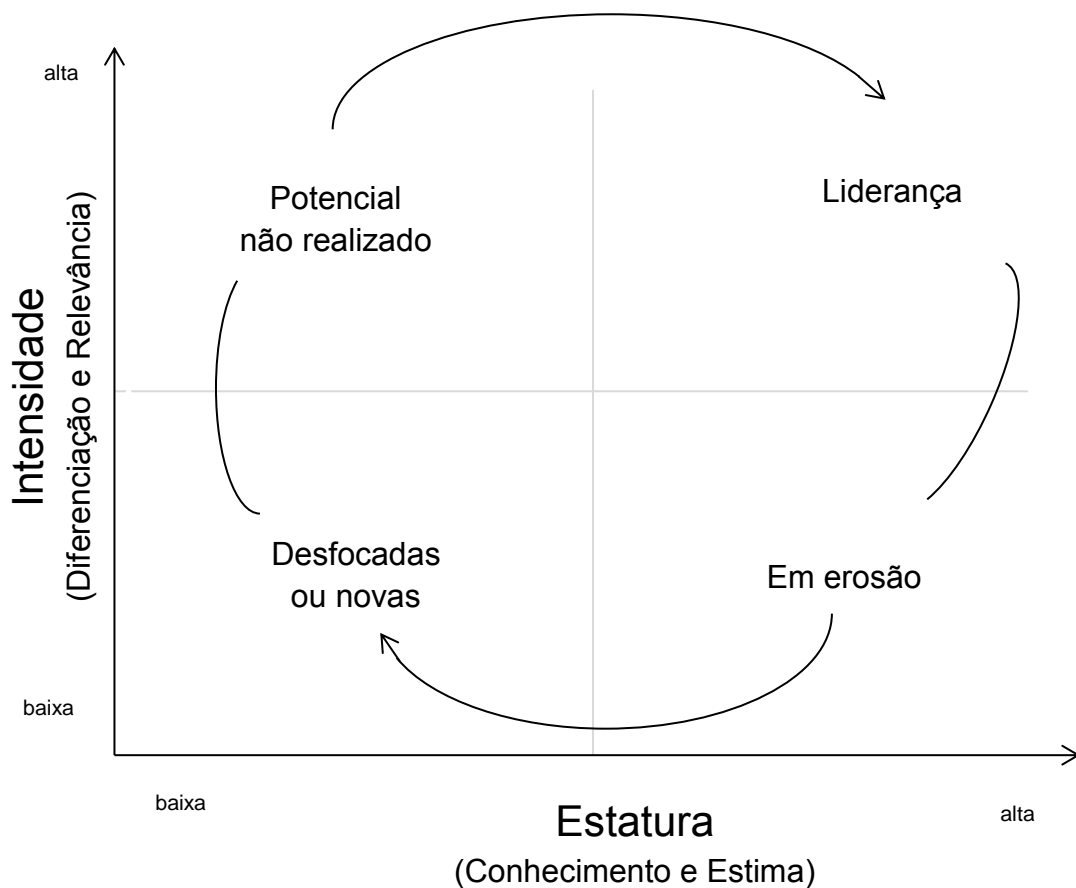 alta
Potencial
não realizado
Liderança
Intensidade
(Diferenciação e Relevância)
Desfocadas
ou novas
Em erosão
baixa
baixa
Estatura
alta
(Conhecimento e Estima)